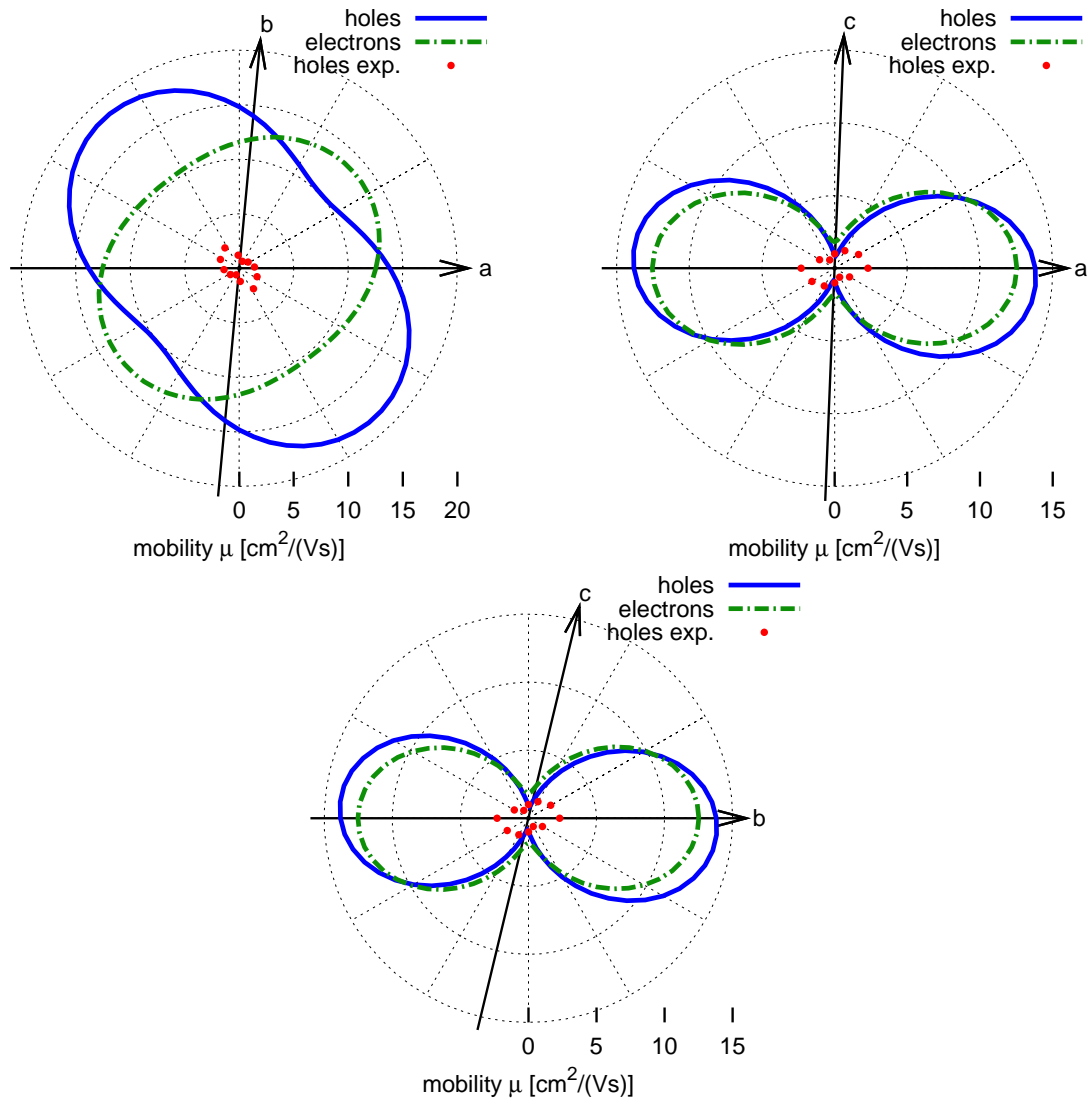 holes
electrons
holes exp.
b
a
0 5 10 15 20
mobility μ [cm²/(Vs)]
holes
electrons
holes exp.
c
a
0 5 10 15
mobility μ [cm²/(Vs)]
holes
electrons
holes exp.
c
b
0 5 10 15
mobility μ [cm²/(Vs)]